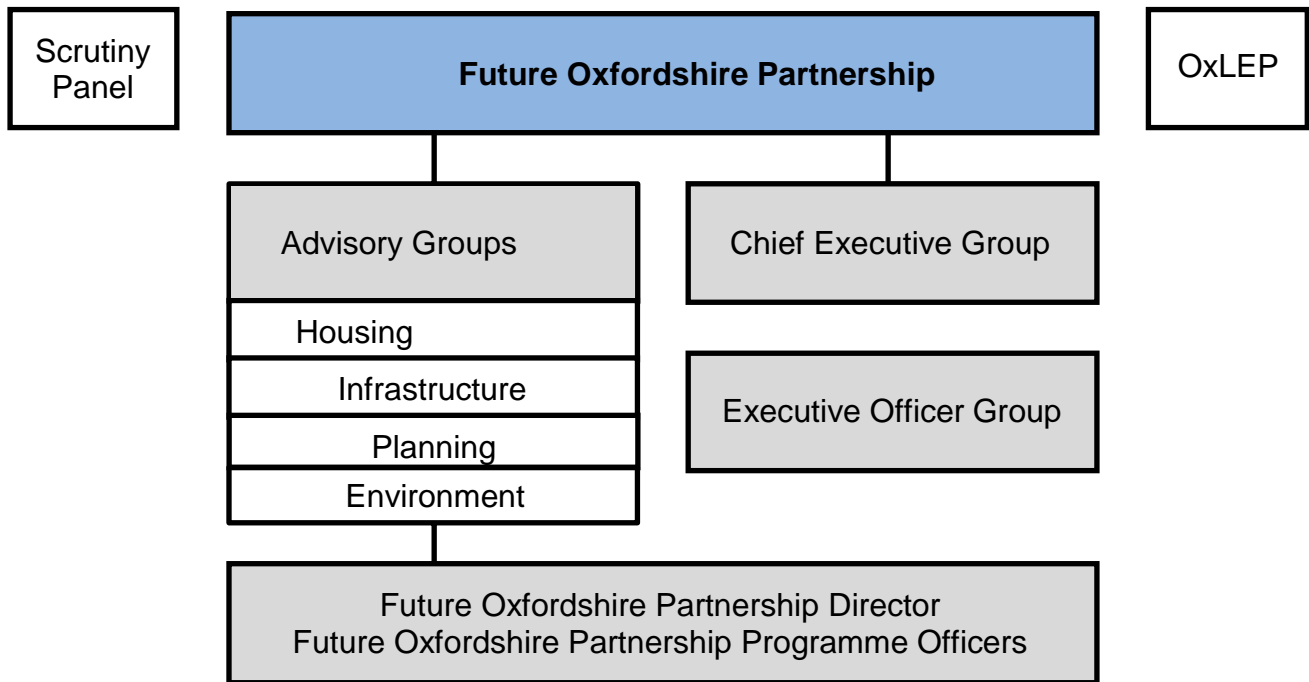 Scrutiny
Panel
Future Oxfordshire Partnership
OxLEP
Advisory Groups
Housing
Infrastructure
Planning
Environment
Chief Executive Group
Executive Officer Group
Future Oxfordshire Partnership Director
Future Oxfordshire Partnership Programme Officers